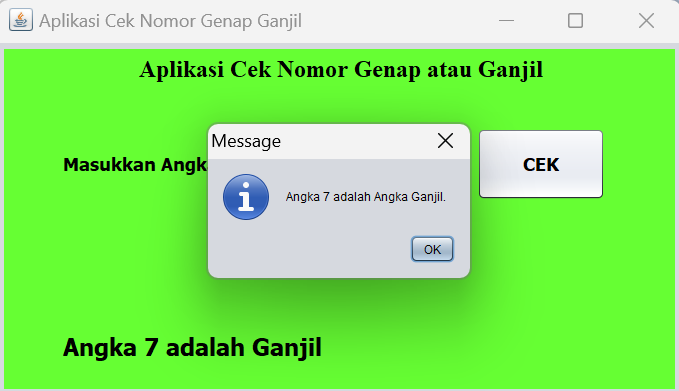 Aplikasi Cek Nomor Genap Ganjil
Aplikasi Cek Nomor Genap atau Ganjil
Message
Masukkan
CEK
Angka 7 adalah Angka Ganjil.
OK
Angka 7 adalah Ganjil